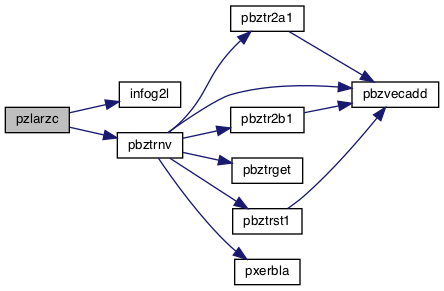 pbztr2a1
infog2l
pbzvecadd
pzlarzc
pbztr2b1
pbztrnv
pbztrget
pbztrst1
pxerbla